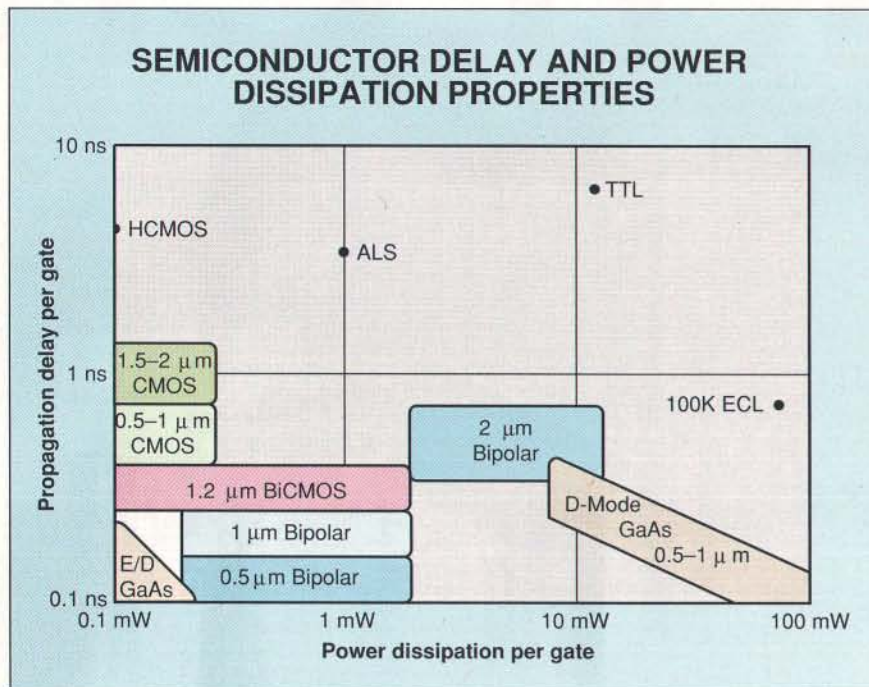 SEMICONDUCTOR DELAY AND POWER
DISSIPATION PROPERTIES
10 ns
1 ns
0.1 ns
Propagation delay per gate
HCMOS
ALS
TTL
100K ECL
1.5–2 μm
CMOS
0.5–1 μm
CMOS
2 μm
Bipolar
1.2 μm BiCMOS
D-Mode
GaAs
0.5–1 μm
1 μm Bipolar
0.5 μm Bipolar
E/D
GaAs
0.1 mW
1 mW
10 mW
100 mW
Power dissipation per gate